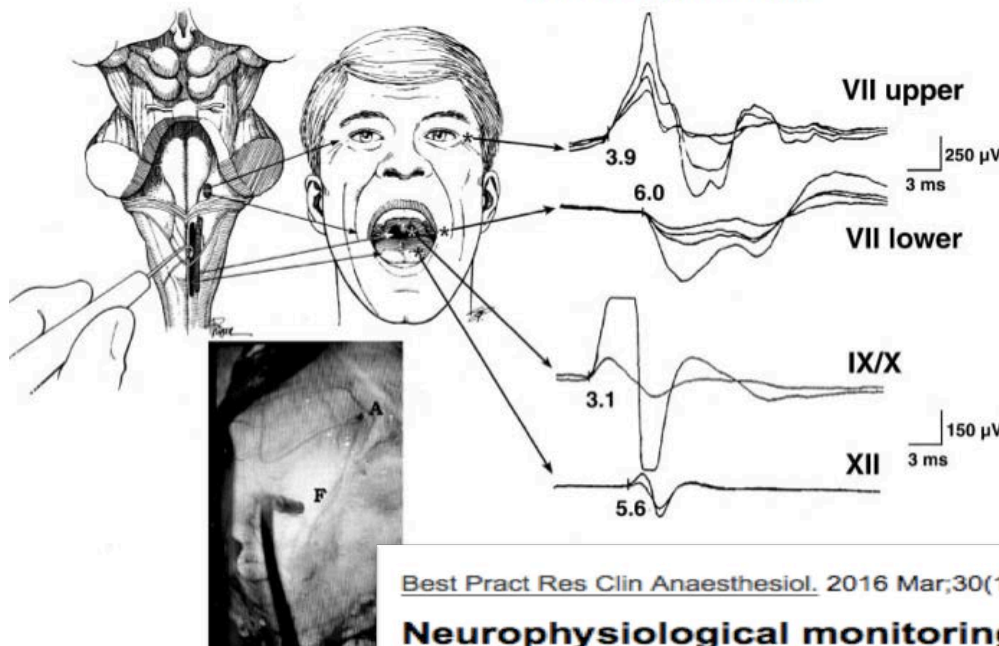 VII upper
3.9
250 µV
3 ms
6.0
VII lower
IX/X
3.1
150 µV
3 ms
XII
5.6
A
F
Best Pract Res Clin Anaesthesiol. 2016 Mar;30(1
Neurophysiological monitoring